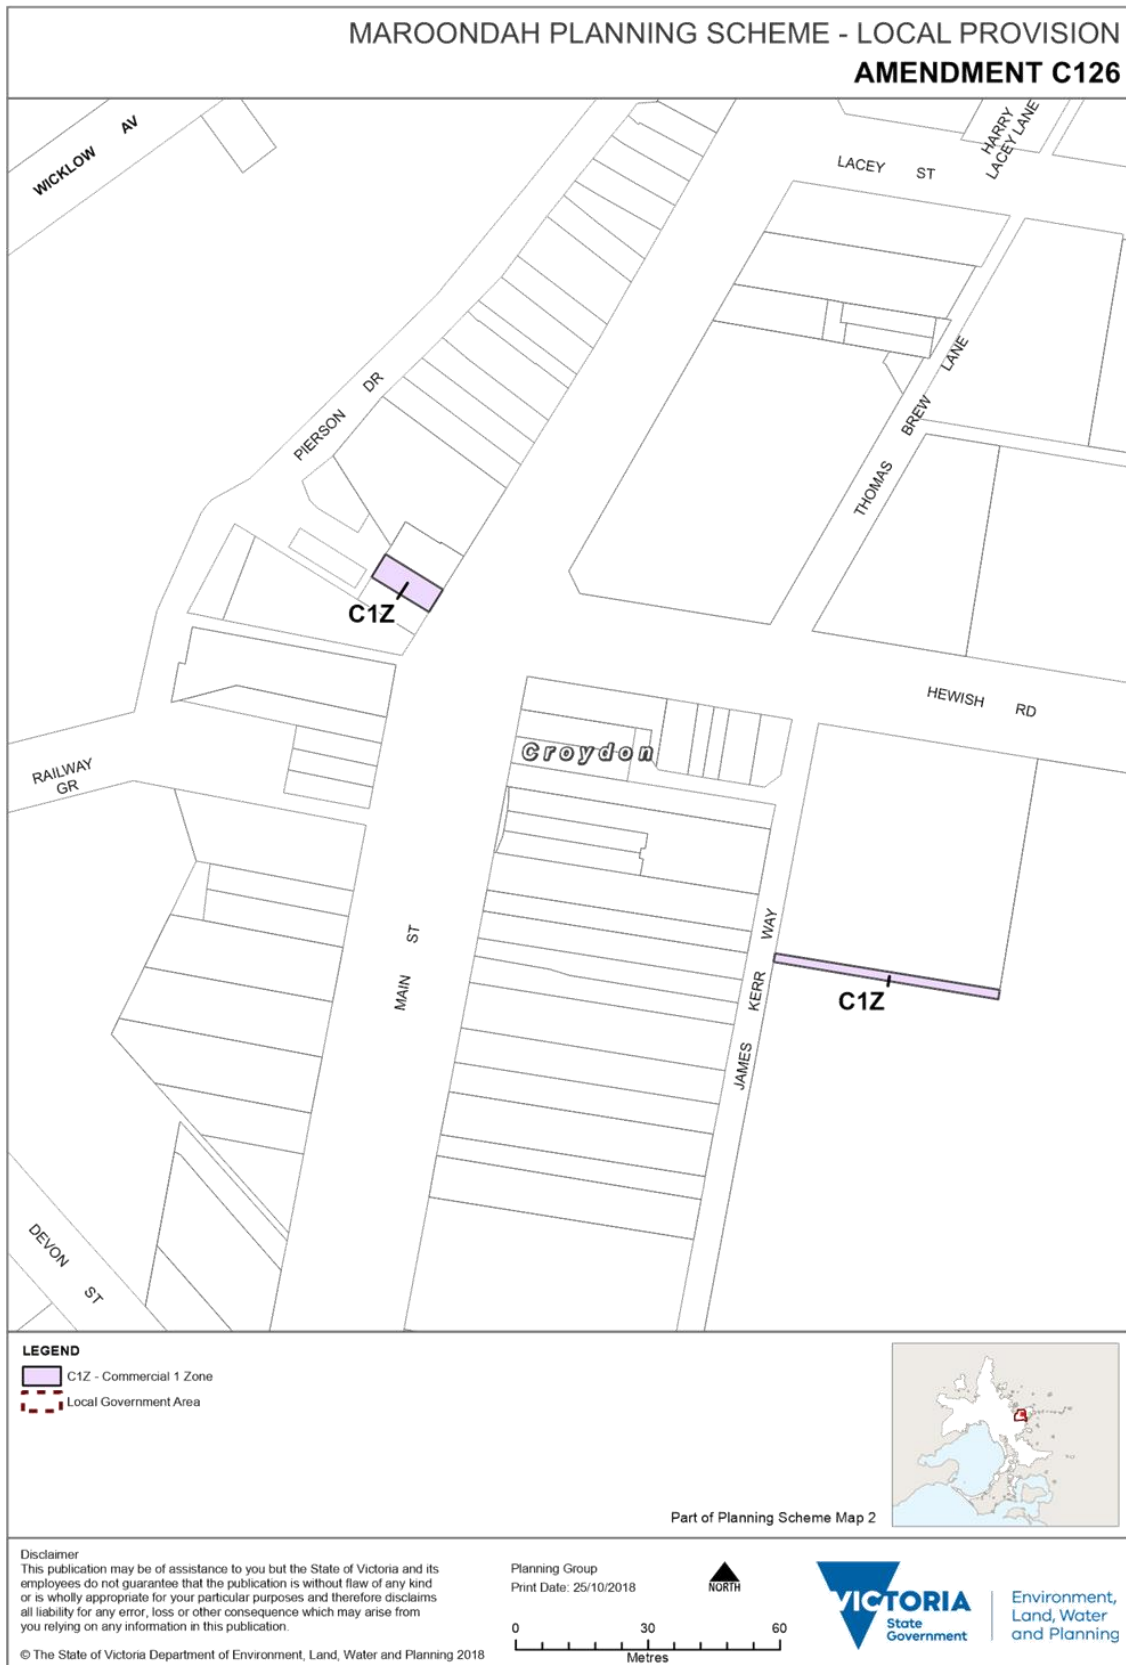 MAROONDAH PLANNING SCHEME - LOCAL PROVISION
AMENDMENT C126
WICKLOW AV
HARRY
LACEY LANE
LACEY ST
PIERSON DR
THOMAS BREW LANE
C1Z
HEWISH RD
Croydon
RAILWAY
GR
MAIN ST
JAMES KERR WAY
C1Z
DEVON ST
LEGEND
C1Z - Commercial 1 Zone
Local Government Area
Part of Planning Scheme Map 2
Disclaimer
This publication may be of assistance to you but the State of Victoria and its
employees do not guarantee that the publication is without flaw of any kind
or is wholly appropriate for your particular purposes and therefore disclaims
all liability for any error, loss or other consequence which may arise from
you relying on any information in this publication.
© The State of Victoria Department of Environment, Land, Water and Planning 2018
Planning Group
Print Date: 25/10/2018
NORTH
0 30 60
Metres
VICTORIA
State
Government
Environment,
Land, Water
and Planning